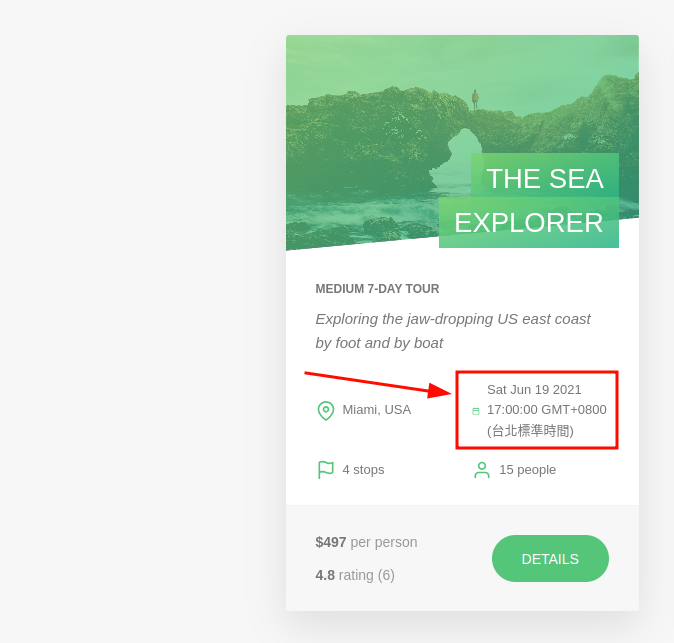 THE SEA
EXPLORER
MEDIUM 7-DAY TOUR
Exploring the jaw-dropping US east coast
by foot and by boat
Miami, USA
Sat Jun 19 2021
17:00:00 GMT+0800
(台北標準時間)
4 stops
15 people
$497 per person
4.8 rating (6)
DETAILS